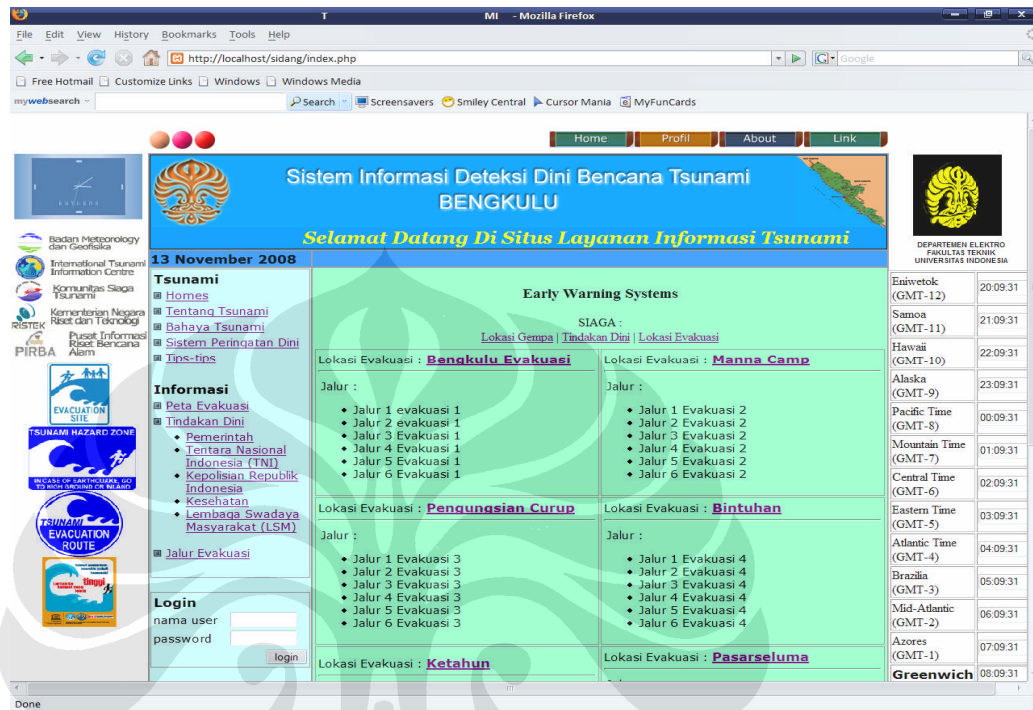 T MI - Mozilla Firefox
File Edit View History Bookmarks Tools Help
http://localhost/sidang/index.php
Google
Free Hotmail Customize Links Windows Windows Media
mywebsearch Search Screensavers Smiley Central Cursor Mania MyFunCards
Home Profil About Link
Sistem Informasi Deteksi Dini Bencana Tsunami
BENGKULU
Selamat Datang Di Situs Layanan Informasi Tsunami
Badan Meteorology
dan Geofisika
International Tsunami
Information Centre
Komunitas Siaga
Tsunami
RISTEK
Kementerian Negara
Riset dan Teknologi
PIRBA
Pusat Informasi
Riset Bencana
Alam
EVACUATION
SITE
TSUNAMI HAZARD ZONE
IN CASE OF EARTHQUAKE, GO
TO HIGH GROUND OR INLAND
TSUNAMI
EVACUATION
ROUTE
tinggi
13 November 2008
Tsunami
Homes
Tentang Tsunami
Bahaya Tsunami
Sistem Peringatan Dini
Tips-tips
Informasi
Peta Evakuasi
Tindakan Dini
Pemerintah
Tentara Nasional
Indonesia (TNI)
Kepolisian Republik
Indonesia
Kesehatan
Lembaga Swadaya
Masyarakat (LSM)
Jalur Evakuasi
Login
nama user
password
login
Early Warning Systems
SIAGA :
Lokasi Gempa | Tindakan Dini | Lokasi Evakuasi
Lokasi Evakuasi : Bengkulu Evakuasi
Jalur :
Jalur 1 evakuasi 1
Jalur 2 evakuasi 1
Jalur 3 Evakuasi 1
Jalur 4 Evakuasi 1
Jalur 5 Evakuasi 1
Jalur 6 Evakuasi 1
Lokasi Evakuasi : Manna Camp
Jalur :
Jalur 1 Evakuasi 2
Jalur 2 Evakuasi 2
Jalur 3 Evakuasi 2
Jalur 4 Evakuasi 2
Jalur 5 Evakuasi 2
Jalur 6 Evakuasi 2
Lokasi Evakuasi : Pengungsian Curup
Jalur :
Jalur 1 Evakuasi 3
Jalur 2 Evakuasi 3
Jalur 3 Evakuasi 3
Jalur 4 Evakuasi 3
Jalur 5 Evakuasi 3
Jalur 6 Evakuasi 3
Lokasi Evakuasi : Bintuhan
Jalur :
Jalur 1 Evakuasi 4
Jalur 2 Evakuasi 4
Jalur 3 Evakuasi 4
Jalur 4 Evakuasi 4
Jalur 5 Evakuasi 4
Jalur 6 Evakuasi 4
Lokasi Evakuasi : Ketahun
Lokasi Evakuasi : Pasarseluma
DEPARTEMEN ELEKTRO
FAKULTAS TEKNIK
UNIVERSITAS INDONESIA
Eniwetok
(GMT-12) 20:09:31
Samoa
(GMT-11) 21:09:31
Hawaii
(GMT-10) 22:09:31
Alaska
(GMT-9) 23:09:31
Pacific Time
(GMT-8) 00:09:31
Mountain Time
(GMT-7) 01:09:31
Central Time
(GMT-6) 02:09:31
Eastern Time
(GMT-5) 03:09:31
Atlantic Time
(GMT-4) 04:09:31
Brazilia
(GMT-3) 05:09:31
Mid-Atlantic
(GMT-2) 06:09:31
Azores
(GMT-1) 07:09:31
Greenwich 08:09:31
Done